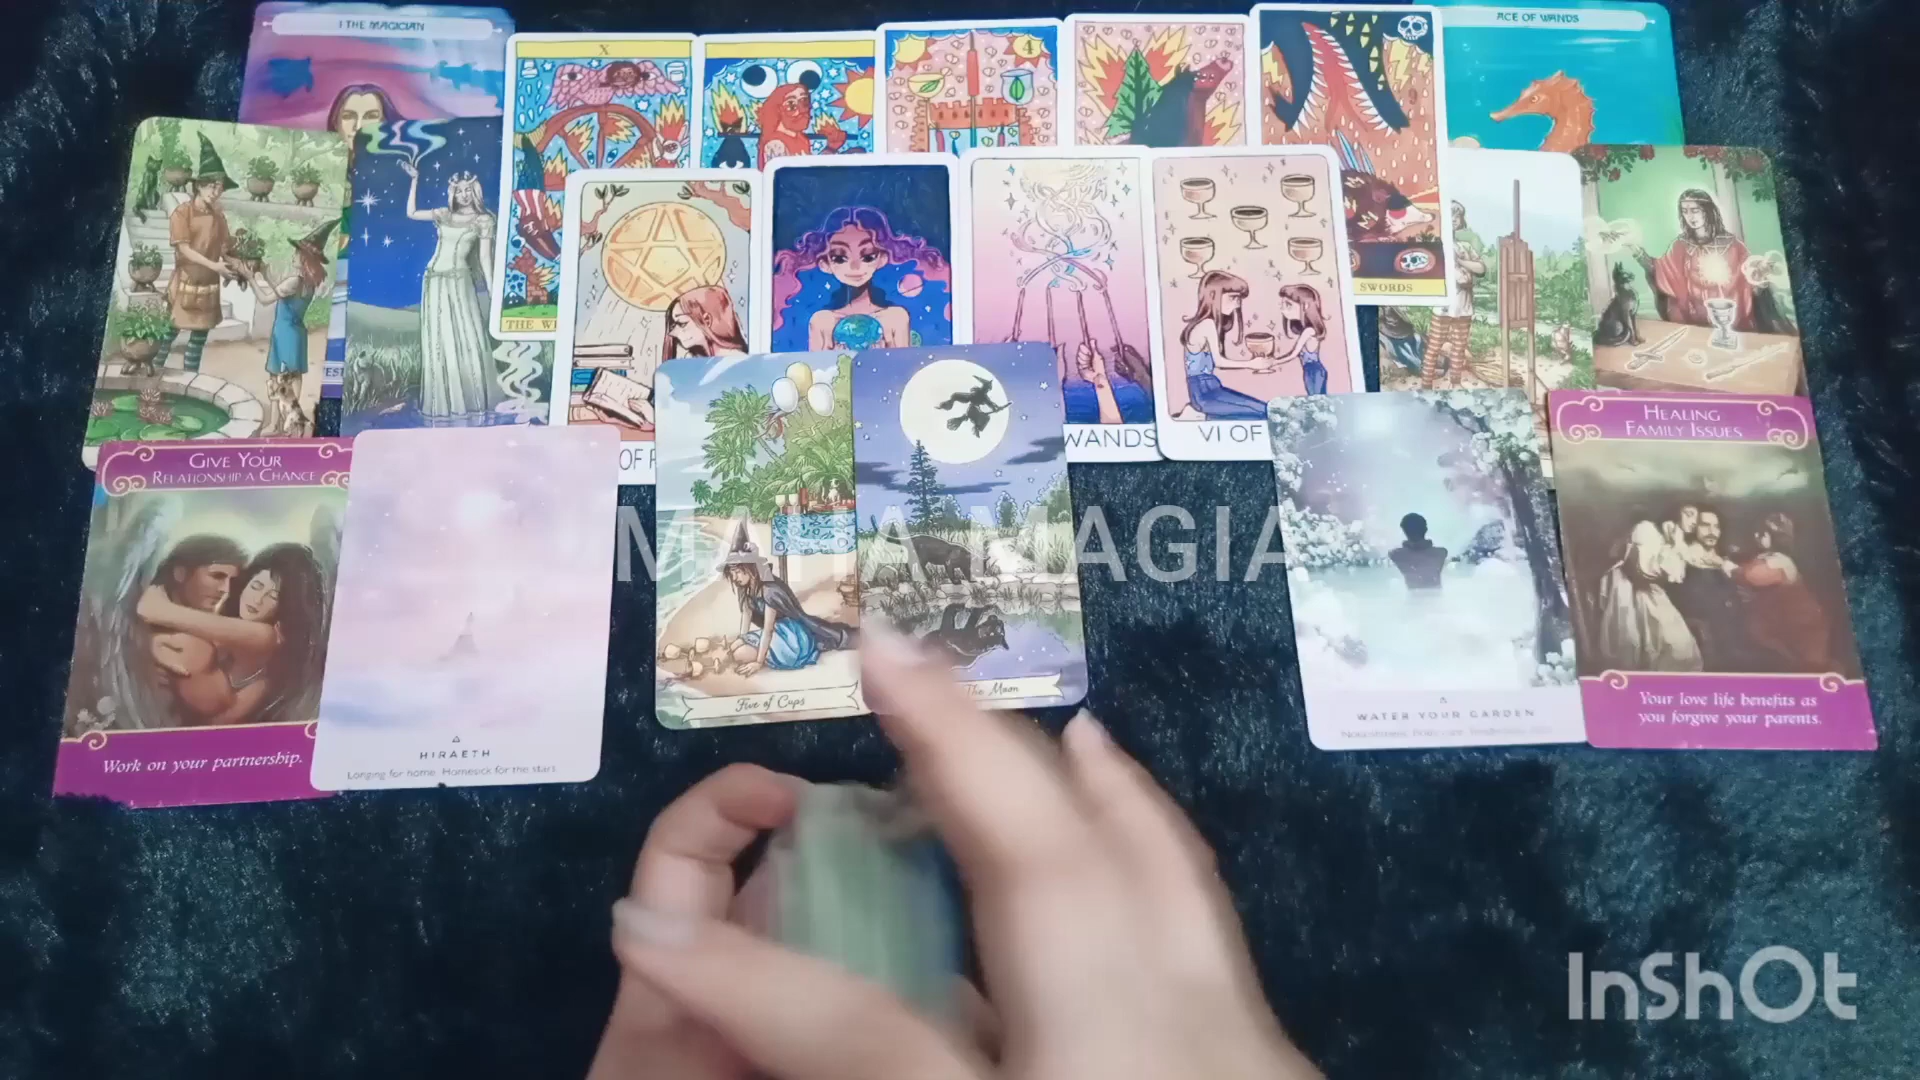 I THE MAGICIAN
ACE OF WANDS
X
4
THE
SWORDS
OF
WANDS
VI OF
GIVE YOUR
RELATIONSHIP A CHANCE
Work on your partnership.
HIRAETH
Longing for home. Homesick for the stars.
Five of Cups
The Moon
MAHA MAGIA
WATER YOUR GARDEN
HEALING
FAMILY ISSUES
Your love life benefits as
you forgive your parents.
InShOt